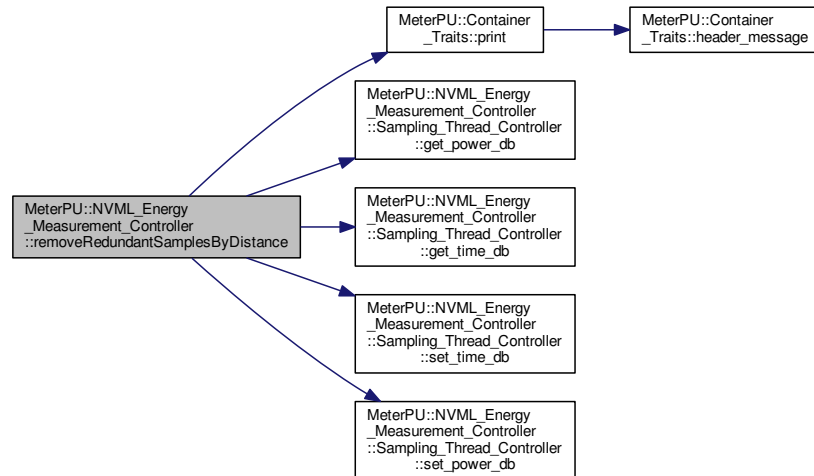 MeterPU::Container
_Traits::print
MeterPU::Container
_Traits::header_message
MeterPU::NVML_Energy
_Measurement_Controller
::Sampling_Thread_Controller
::get_power_db
MeterPU::NVML_Energy
_Measurement_Controller
::removeRedundantSamplesByDistance
MeterPU::NVML_Energy
_Measurement_Controller
::Sampling_Thread_Controller
::get_time_db
MeterPU::NVML_Energy
_Measurement_Controller
::Sampling_Thread_Controller
::set_time_db
MeterPU::NVML_Energy
_Measurement_Controller
::Sampling_Thread_Controller
::set_power_db